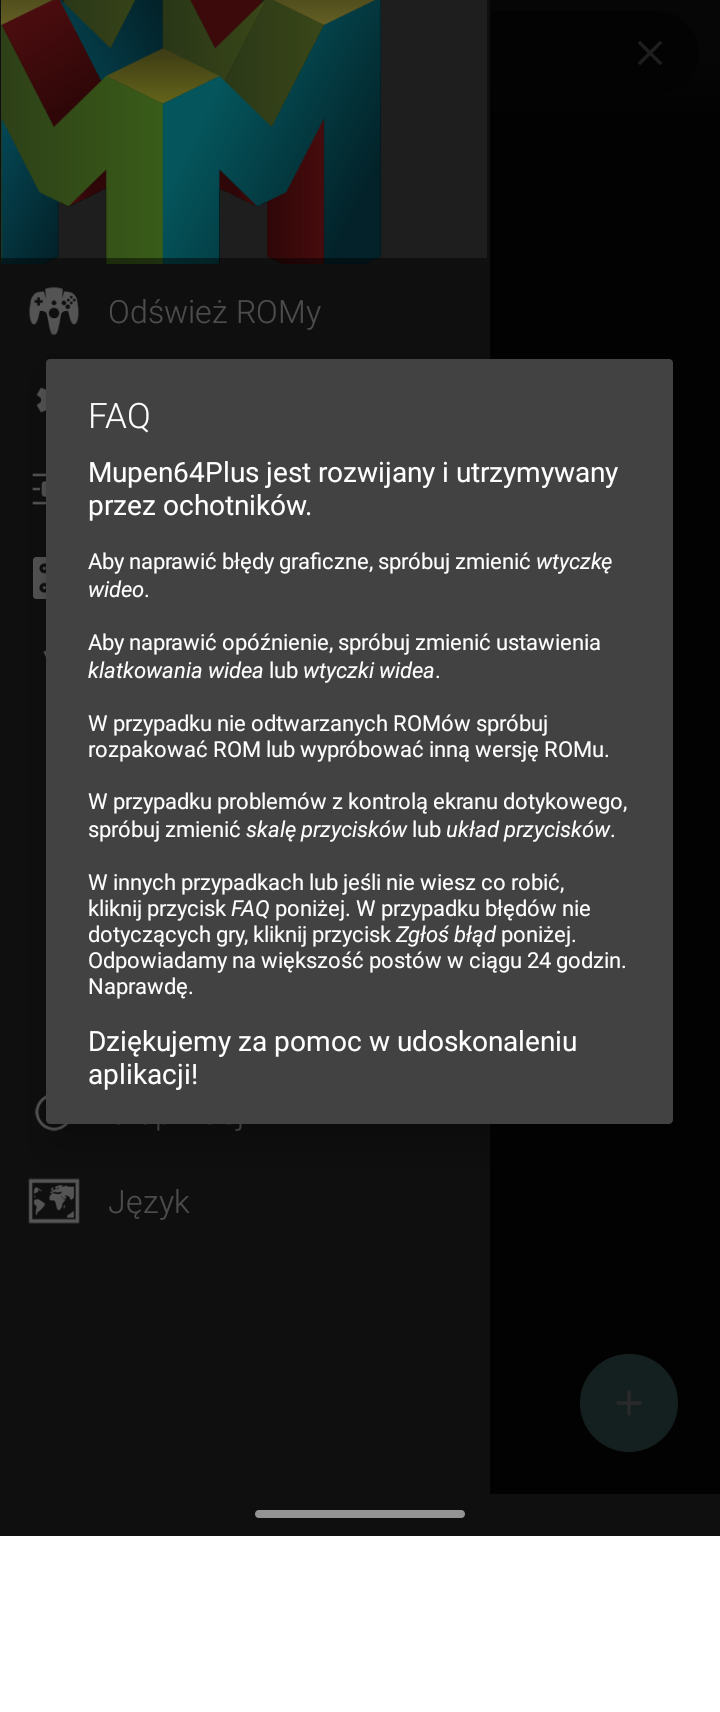 Odśwież ROMy
FAQ
Mupen64Plus jest rozwijany i utrzymywany
przez ochotników.
Aby naprawić błędy graficzne, spróbuj zmienić wtyczkę
wideo.
Aby naprawić opóźnienie, spróbuj zmienić ustawienia
klatkowania widea lub wtyczki widea.
W przypadku nie odtwarzanych ROMów spróbuj
rozpakować ROM lub wypróbować inną wersję ROMu.
W przypadku problemów z kontrolą ekranu dotykowego,
spróbuj zmienić skalę przycisków lub układ przycisków.
W innych przypadkach lub jeśli nie wiesz co robić,
kliknij przycisk FAQ poniżej. W przypadku błędów nie
dotyczących gry, kliknij przycisk Zgłoś błąd poniżej.
Odpowiadamy na większość postów w ciągu 24 godzin.
Naprawdę.
Dziękujemy za pomoc w udoskonaleniu
aplikacji!
Język